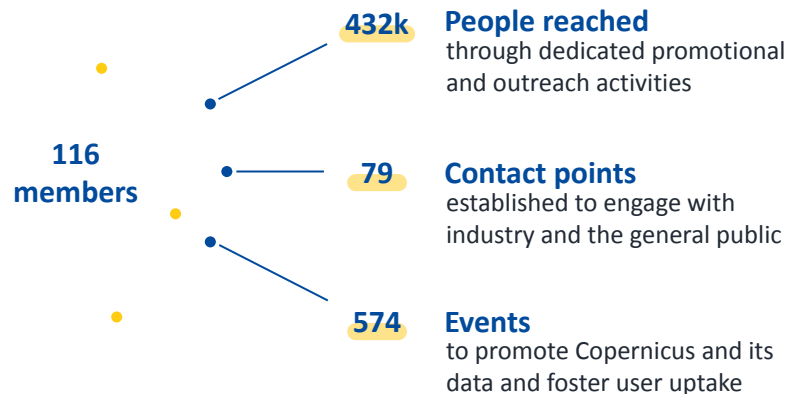 116
members
432k
People reached
through dedicated promotional
and outreach activities
79
Contact points
established to engage with
industry and the general public
574
Events
to promote Copernicus and its
data and foster user uptake